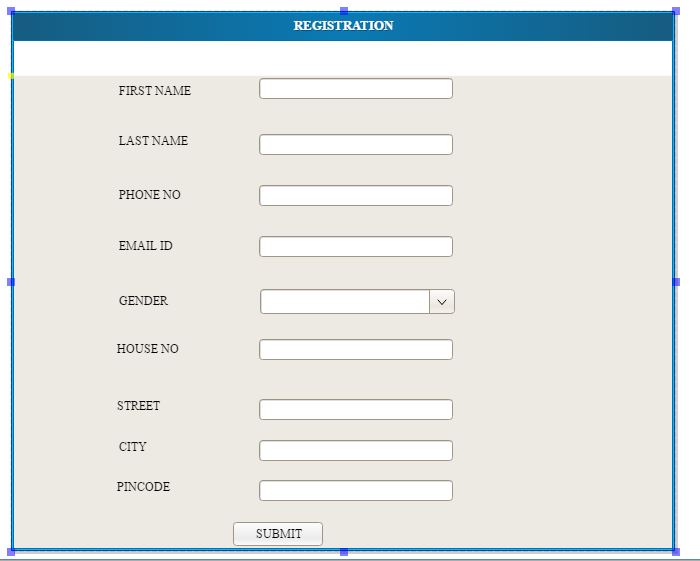 REGISTRATION
FIRST NAME
LAST NAME
PHONE NO
EMAIL ID
GENDER
HOUSE NO
STREET
CITY
PINCODE
SUBMIT